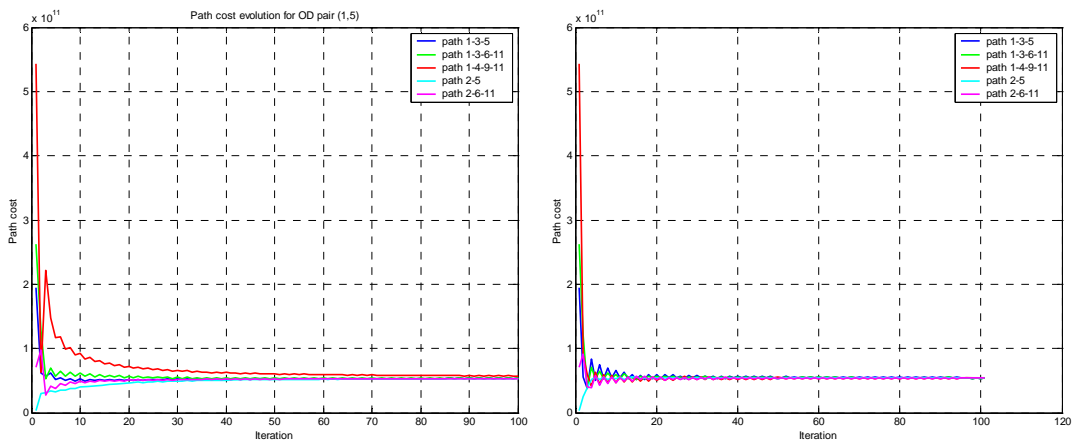 Path cost evolution for OD pair (1,5)
x 10^11
6
5
4
3
2
1
0
Path cost
0 10 20 30 40 50 60 70 80 90 100
Iteration
path 1-3-5
path 1-3-6-11
path 1-4-9-11
path 2-5
path 2-6-11
x 10^11
6
5
4
3
2
1
0
Path cost
0 20 40 60 80 100 120
Iteration
path 1-3-5
path 1-3-6-11
path 1-4-9-11
path 2-5
path 2-6-11